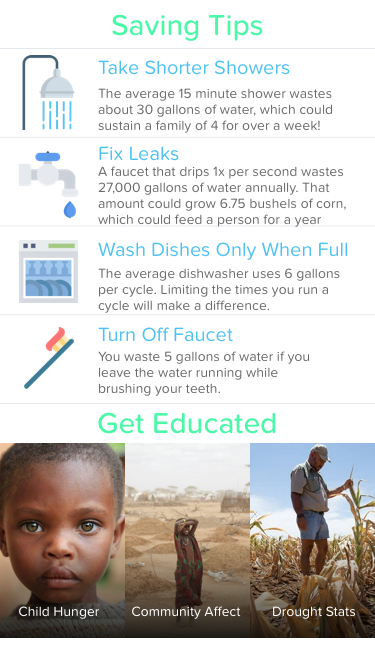 Saving Tips
Take Shorter Showers
The average 15 minute shower wastes
about 30 gallons of water, which could
sustain a family of 4 for over a week!
Fix Leaks
A faucet that drips 1x per second wastes
27,000 gallons of water annually. That
amount could grow 6.75 bushels of corn,
which could feed a person for a year
Wash Dishes Only When Full
The average dishwasher uses 6 gallons
per cycle. Limiting the times you run a
cycle will make a difference.
Turn Off Faucet
You waste 5 gallons of water if you
leave the water running while
brushing your teeth.
Get Educated
Child Hunger
Community Affect
Drought Stats